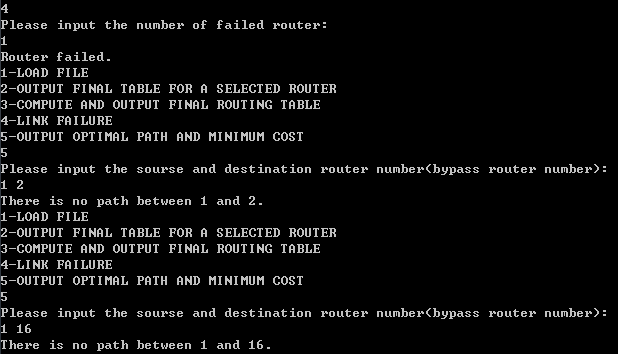 4
Please input the number of failed router:
1
Router failed.
1-LOAD FILE
2-OUTPUT FINAL TABLE FOR A SELECTED ROUTER
3-COMPUTE AND OUTPUT FINAL ROUTING TABLE
4-LINK FAILURE
5-OUTPUT OPTIMAL PATH AND MINIMUM COST
5
Please input the sourse and destination router number(bypass router number):
1 2
There is no path between 1 and 2.
1-LOAD FILE
2-OUTPUT FINAL TABLE FOR A SELECTED ROUTER
3-COMPUTE AND OUTPUT FINAL ROUTING TABLE
4-LINK FAILURE
5-OUTPUT OPTIMAL PATH AND MINIMUM COST
5
Please input the sourse and destination router number(bypass router number):
1 16
There is no path between 1 and 16.